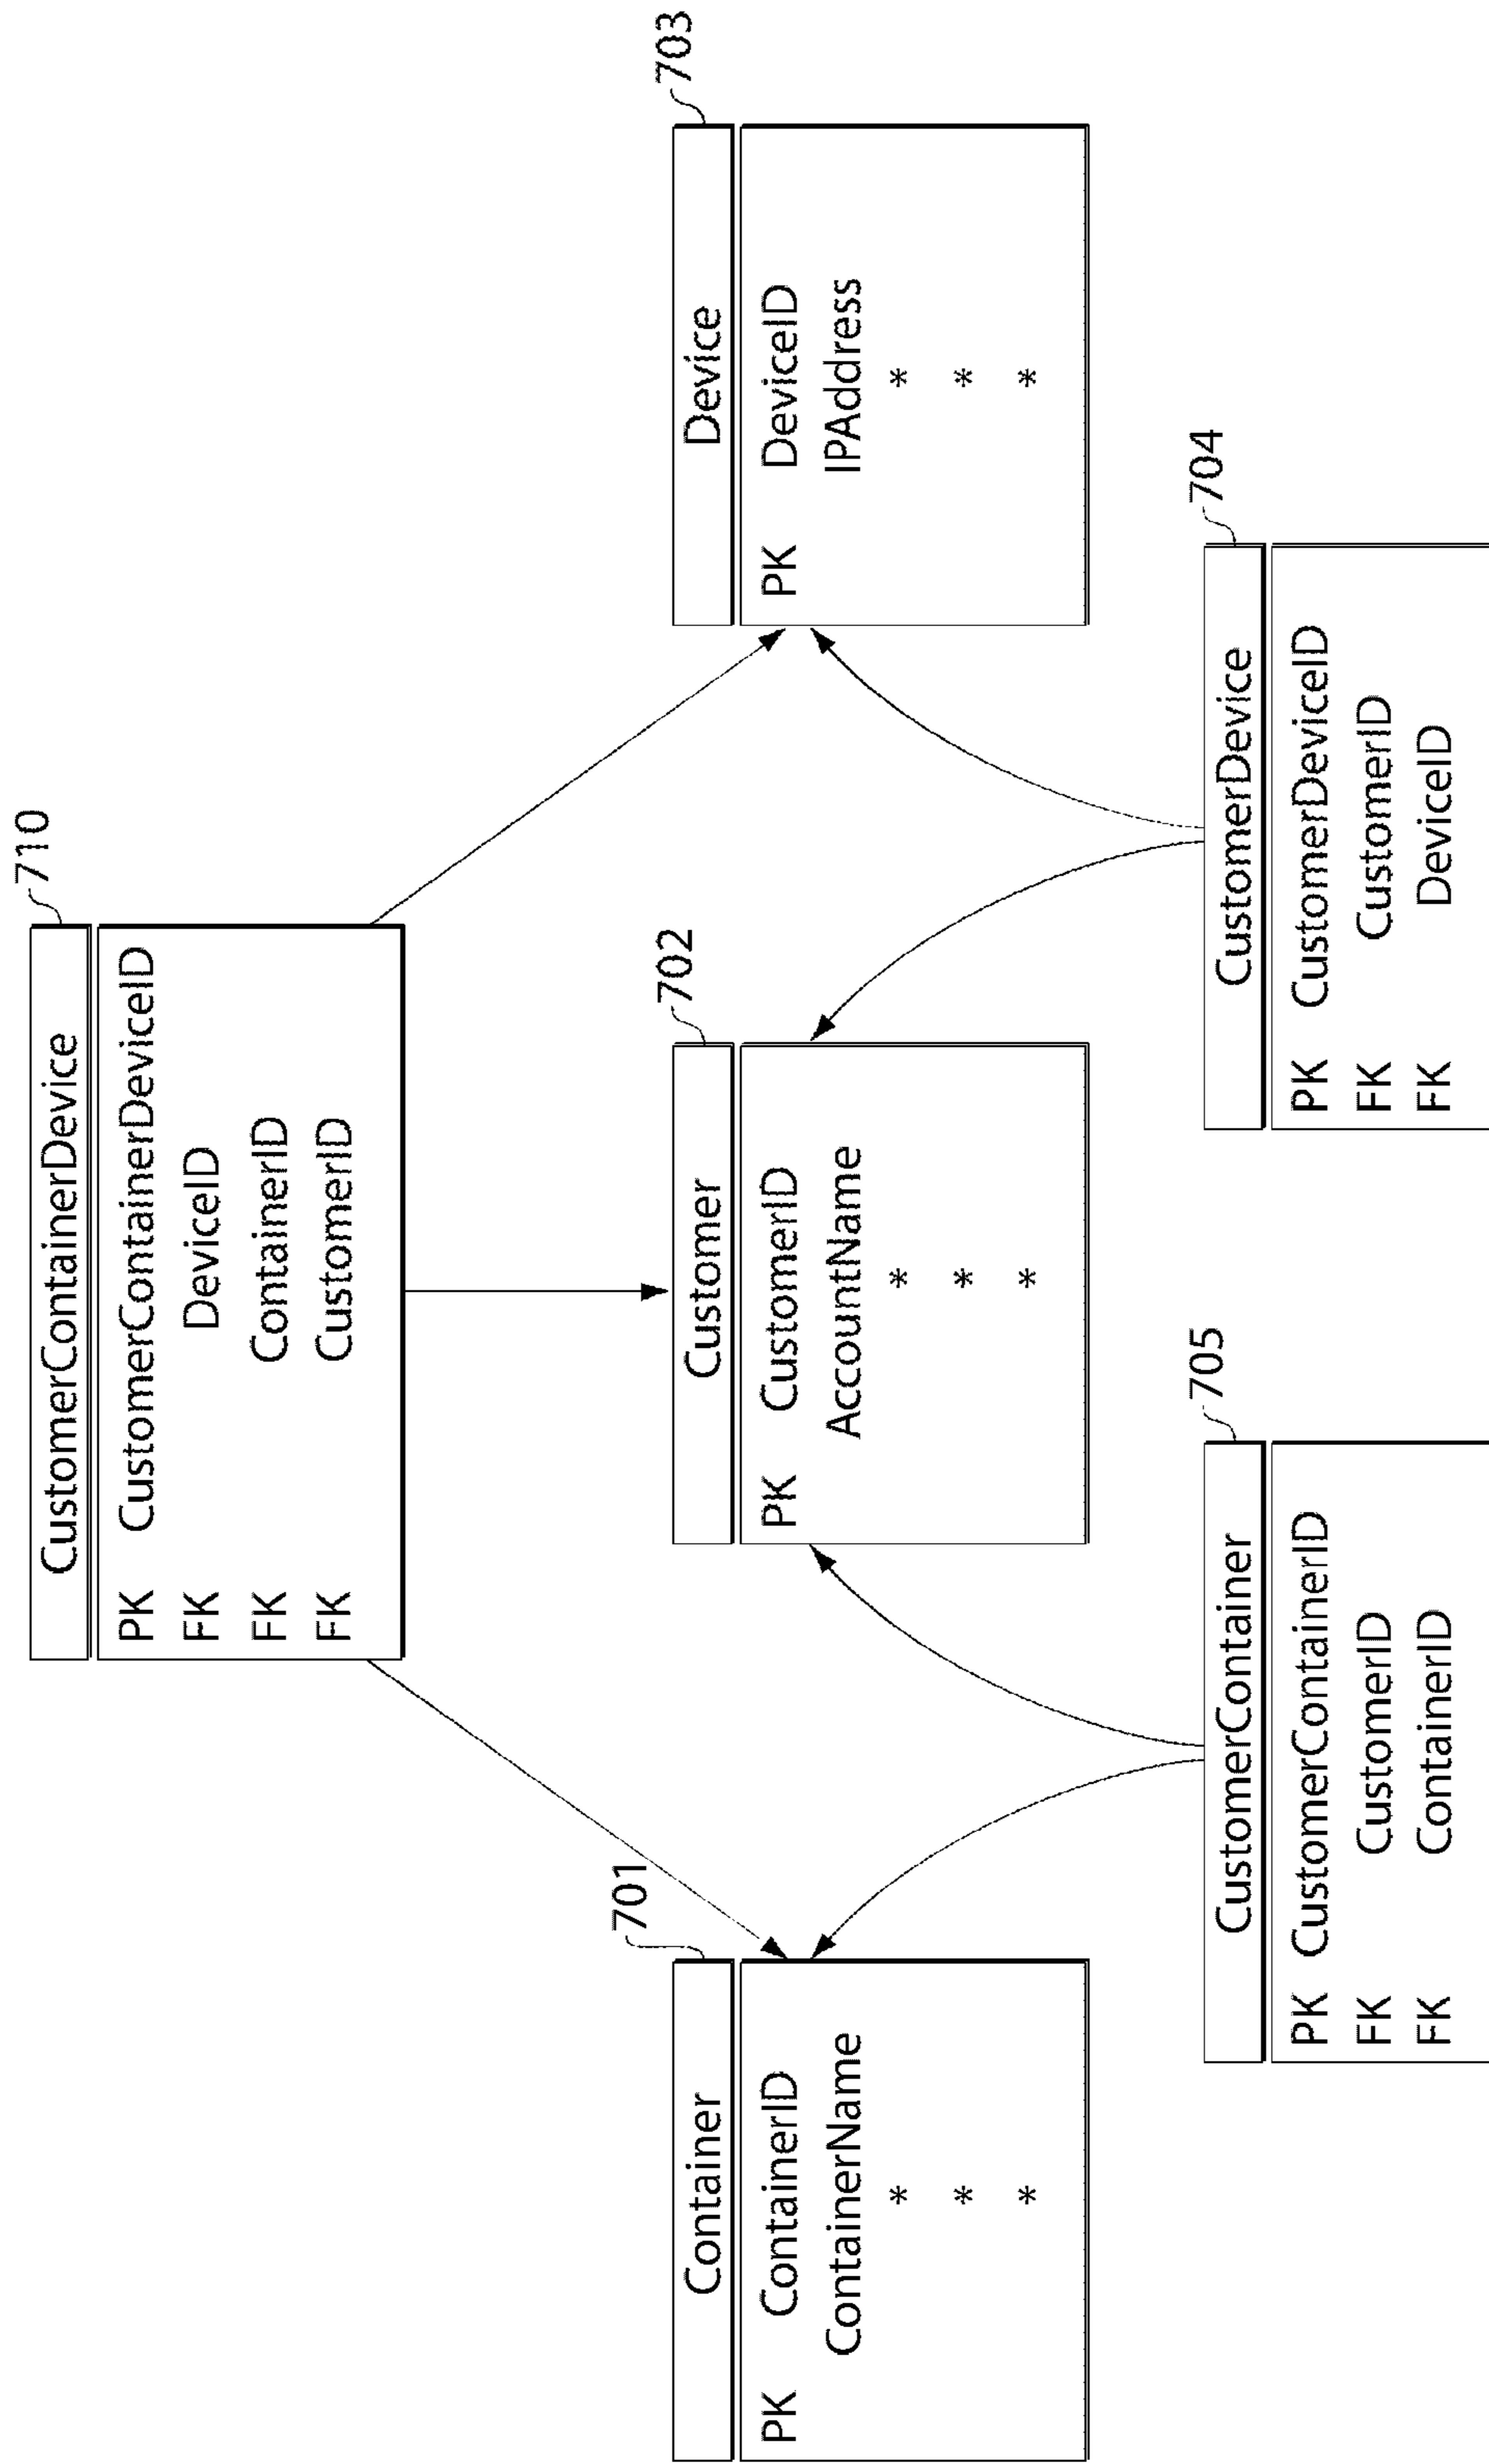 CustomerContainerDevice
710
PK CustomerContainerDeviceID
FK DeviceID
FK ContainerID
FK CustomerID
Container
701
PK ContainerID
ContainerName
*
*
*
Customer
702
PK CustomerID
AccountName
*
*
*
Device
703
PK DeviceID
IPAddress
*
*
*
CustomerContainer
705
PK CustomerContainerID
FK CustomerID
FK ContainerID
CustomerDevice
704
PK CustomerDeviceID
FK CustomerID
FK DeviceID